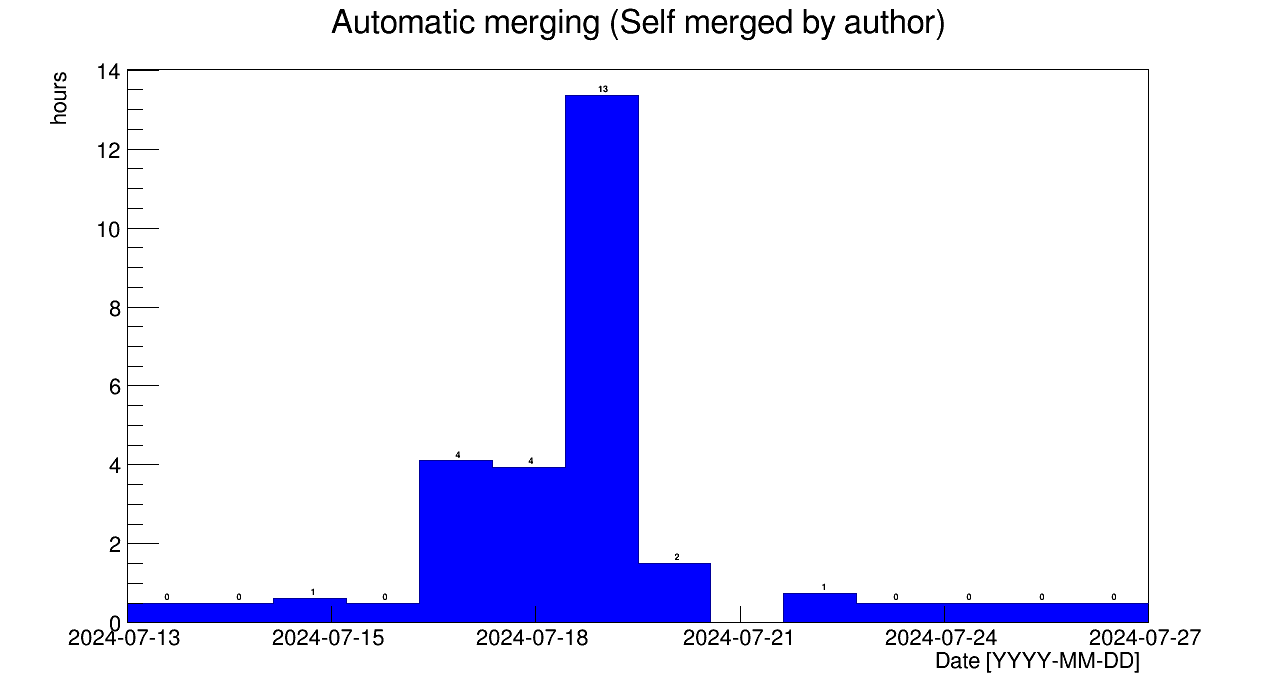 Automatic merging (Self merged by author)
hours
14
12
10
8
6
4
2
0
0 0 1 0 4 4 13 2 1 0 0 0 0
2024-07-13 2024-07-15 2024-07-18 2024-07-21 2024-07-24 2024-07-27
Date [YYYY-MM-DD]